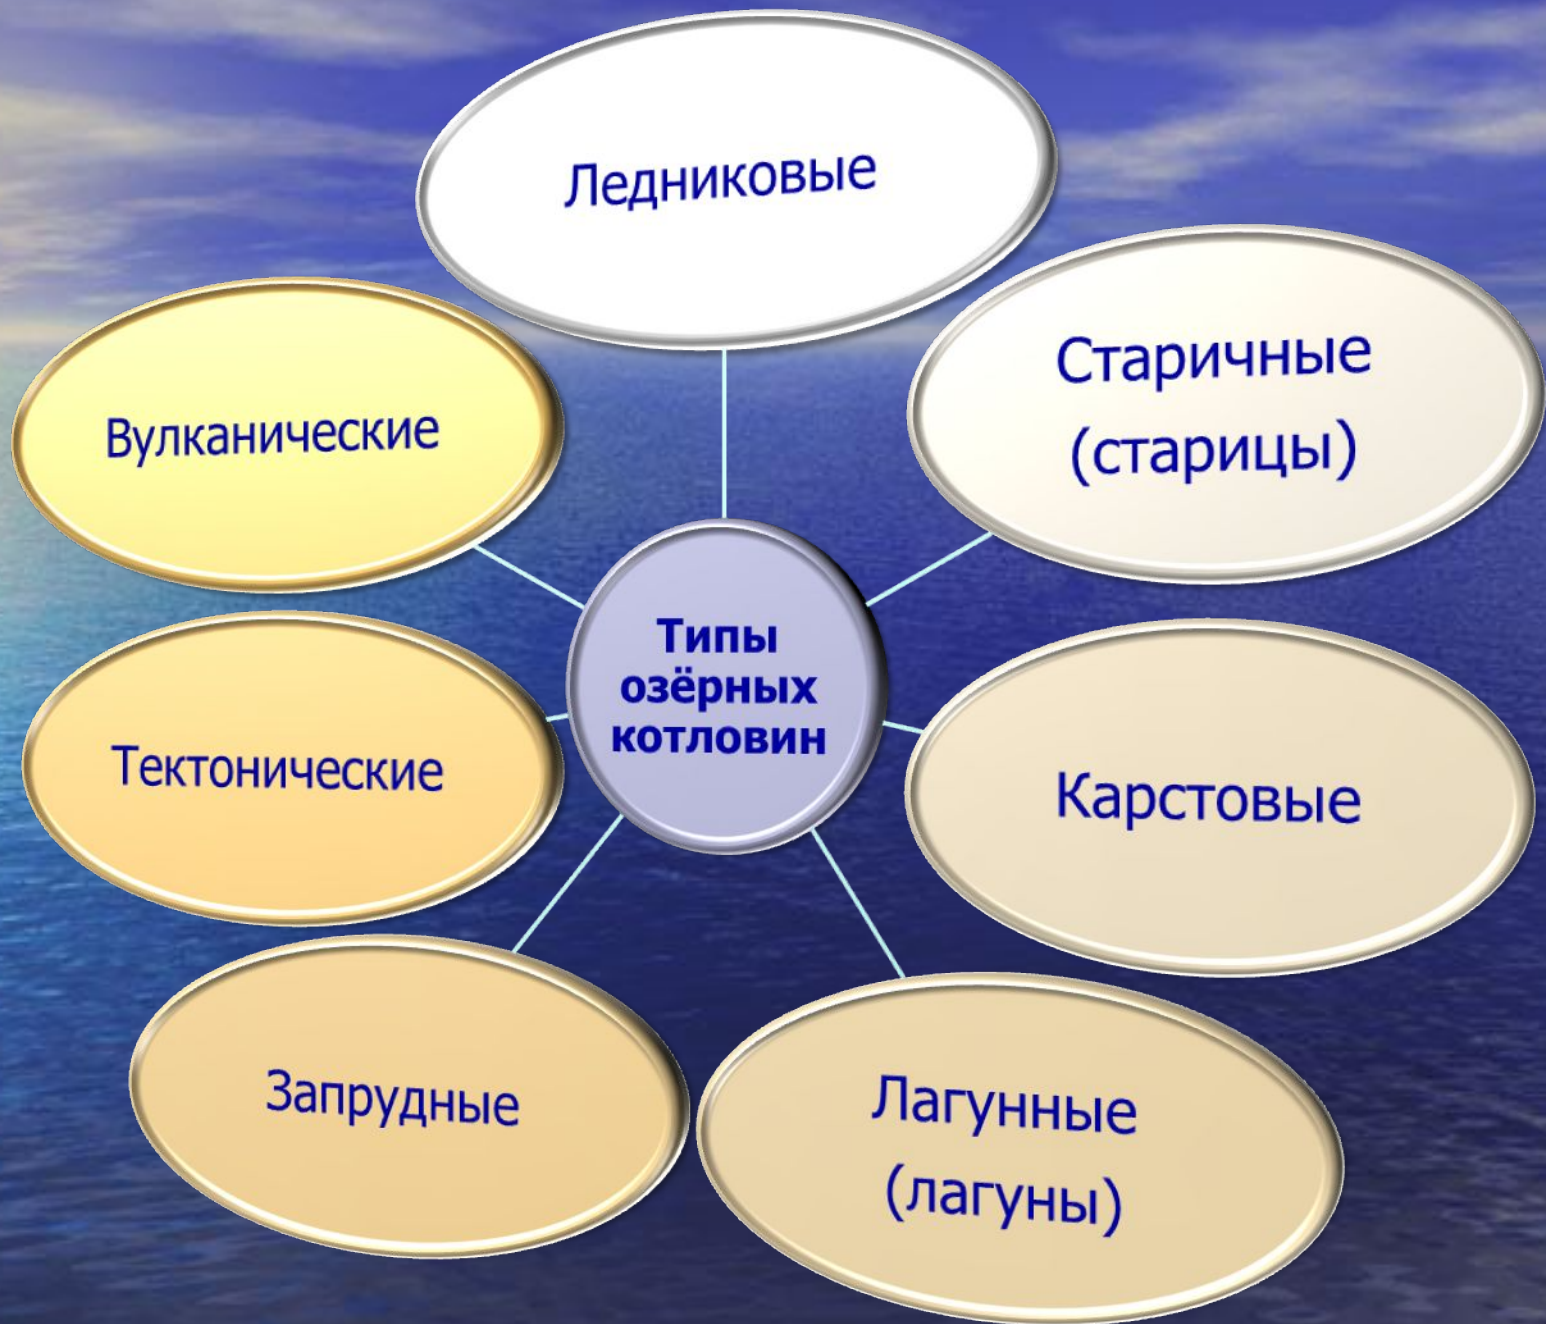 Ледниковые
Старичные
(старицы)
Вулканические
Типы
озёрных
котловин
Тектонические
Карстовые
Запрудные
Лагунные
(лагуны)